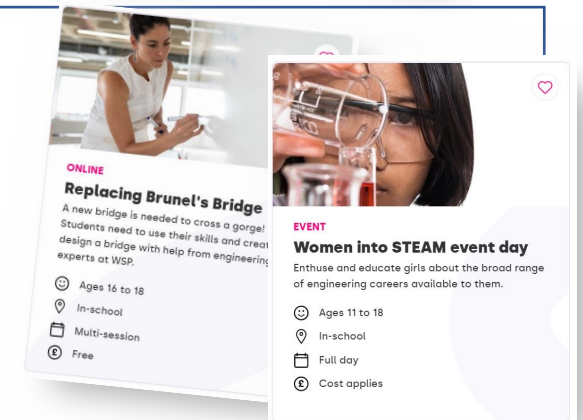 ONLINE
Replacing Brunel's Bridge
A new bridge is needed to cross a gorge!
Students need to use their skills and creat
design a bridge with help from engineering
experts at WSP.
Ages 16 to 18
In-school
Multi-session
£ Free
EVENT
Women into STEAM event day
Enthuse and educate girls about the broad range
of engineering careers available to them.
Ages 11 to 18
In-school
Full day
£ Cost applies